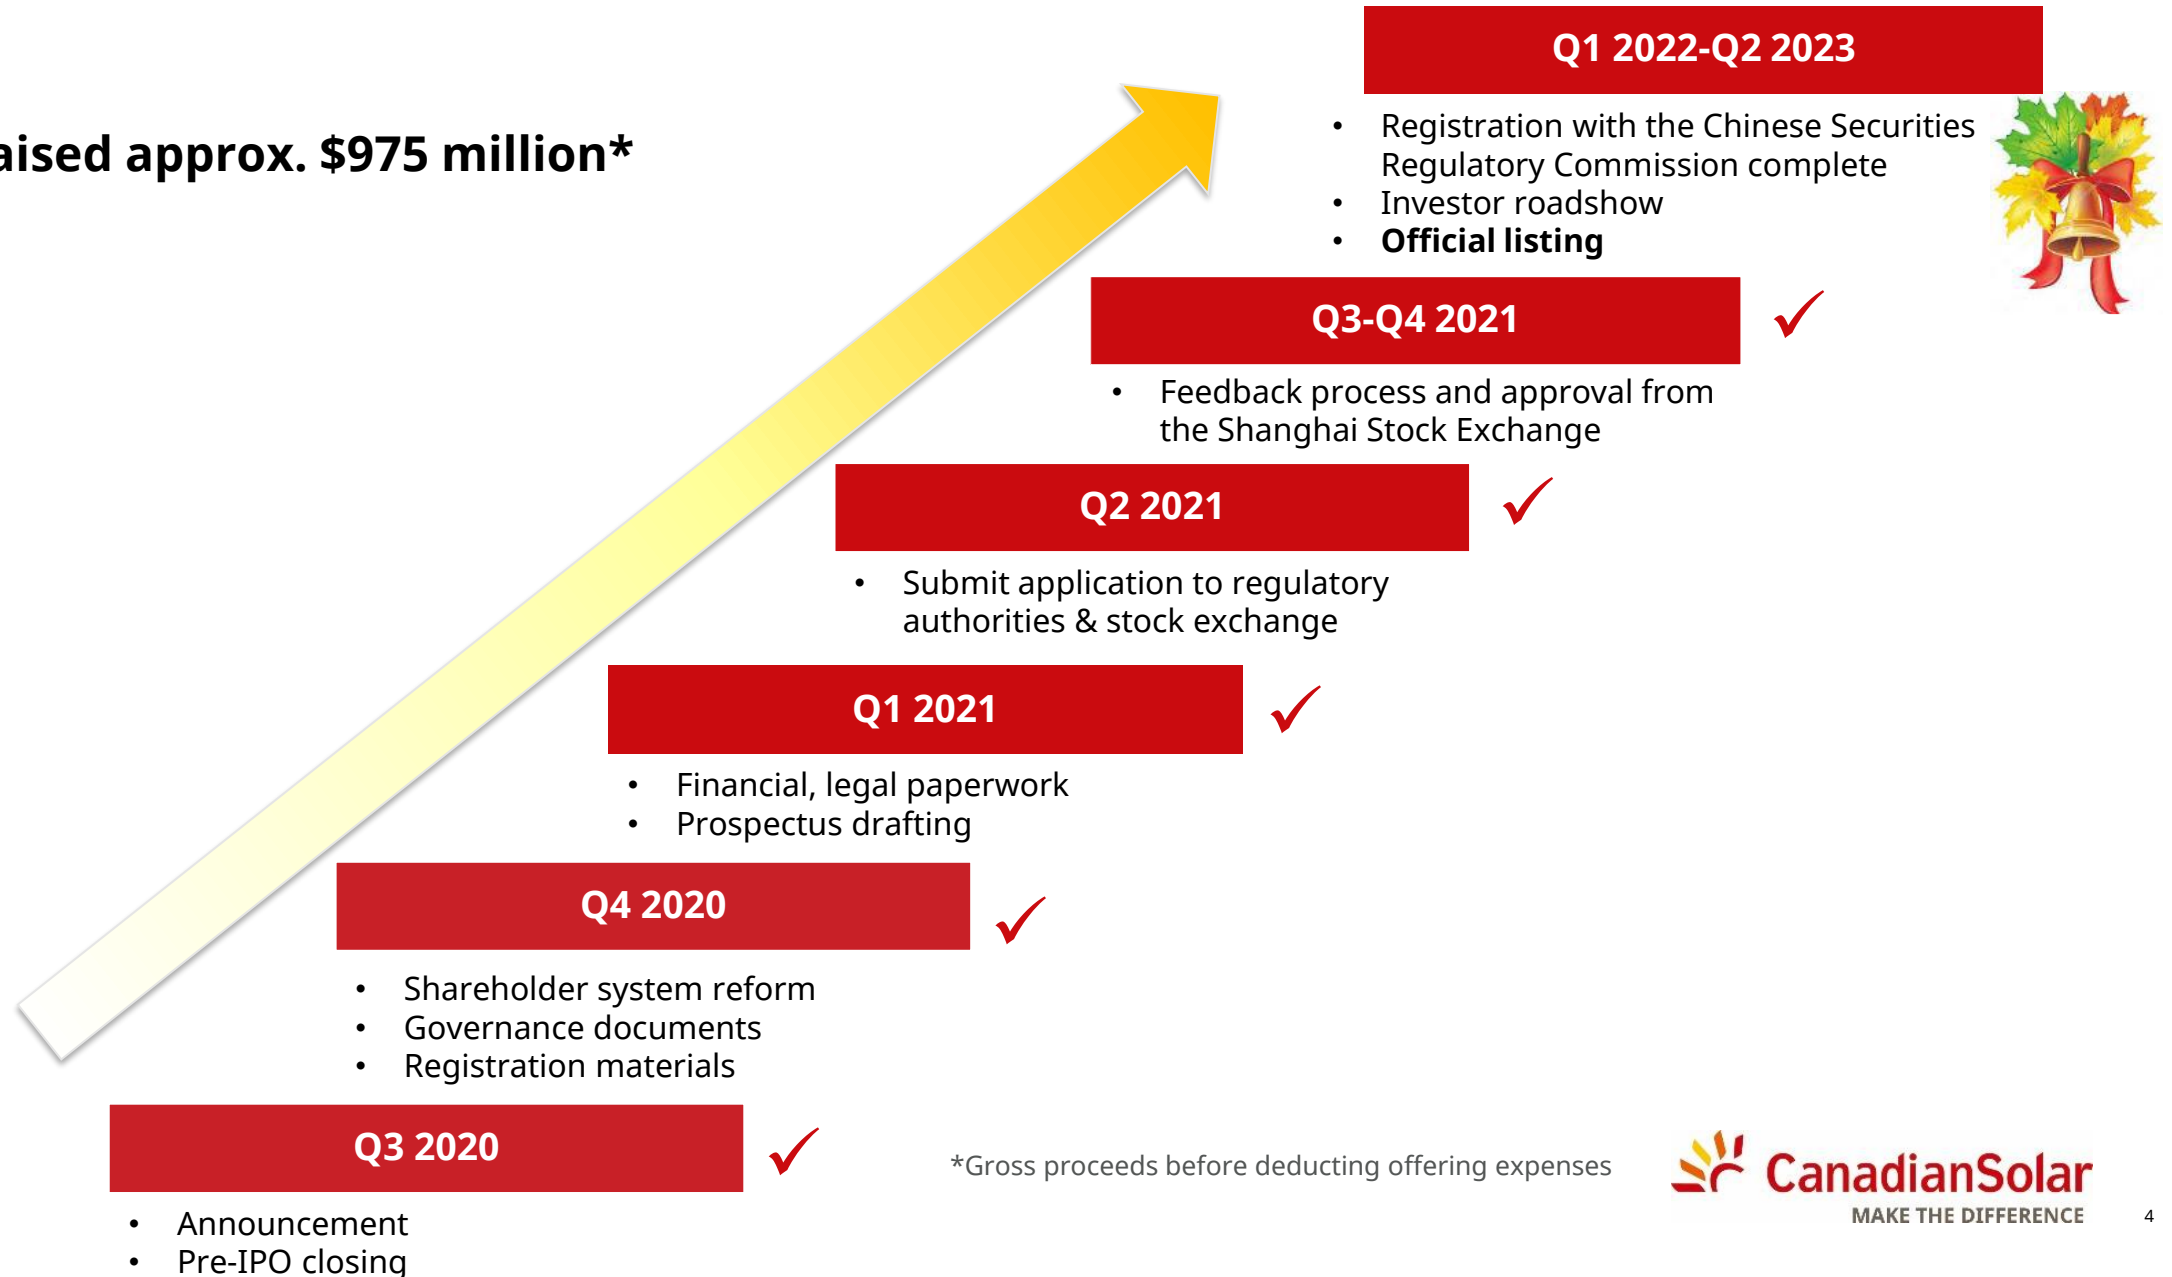 Q1 2022-Q2 2023
• Registration with the Chinese Securities
Regulatory Commission complete
• Investor roadshow
• Official listing
aised approx. $975 million*
Q3-Q4 2021
• Feedback process and approval from
the Shanghai Stock Exchange
Q2 2021
• Submit application to regulatory
authorities & stock exchange
Q1 2021
• Financial, legal paperwork
• Prospectus drafting
Q4 2020
• Shareholder system reform
• Governance documents
• Registration materials
Q3 2020
• Announcement
• Pre-IPO closing
*Gross proceeds before deducting offering expenses
CanadianSolar
MAKE THE DIFFERENCE
4